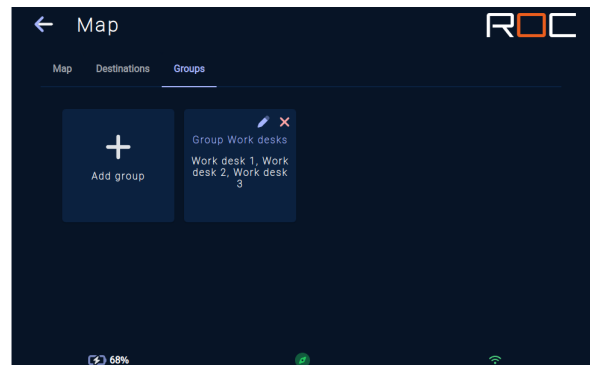 Map
ROC
Map Destinations Groups
Add group
Group Work desks
Work desk 1, Work
desk 2, Work desk
3
68%